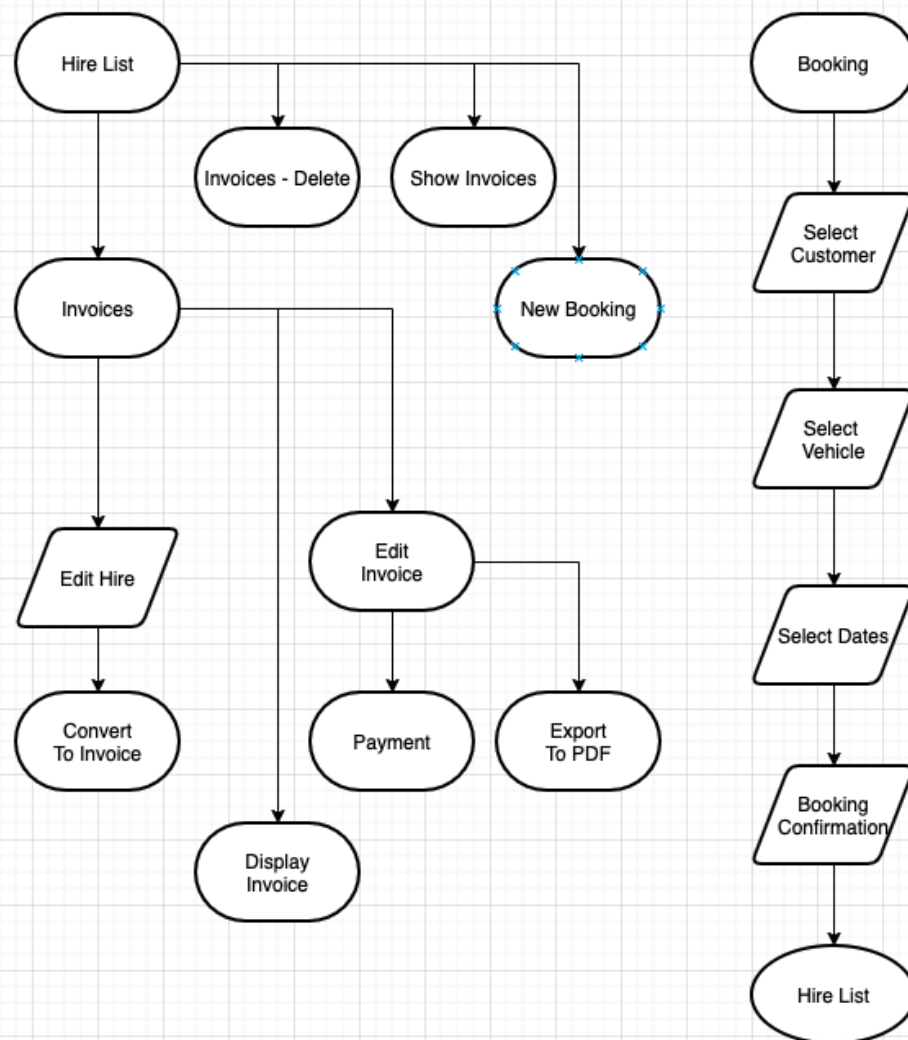 Hire List
Booking
Invoices - Delete
Show Invoices
Select
Customer
Invoices
New Booking
Select
Vehicle
Edit Hire
Edit
Invoice
Select Dates
Convert
To Invoice
Payment
Export
To PDF
Booking
Confirmation
Display
Invoice
Hire List